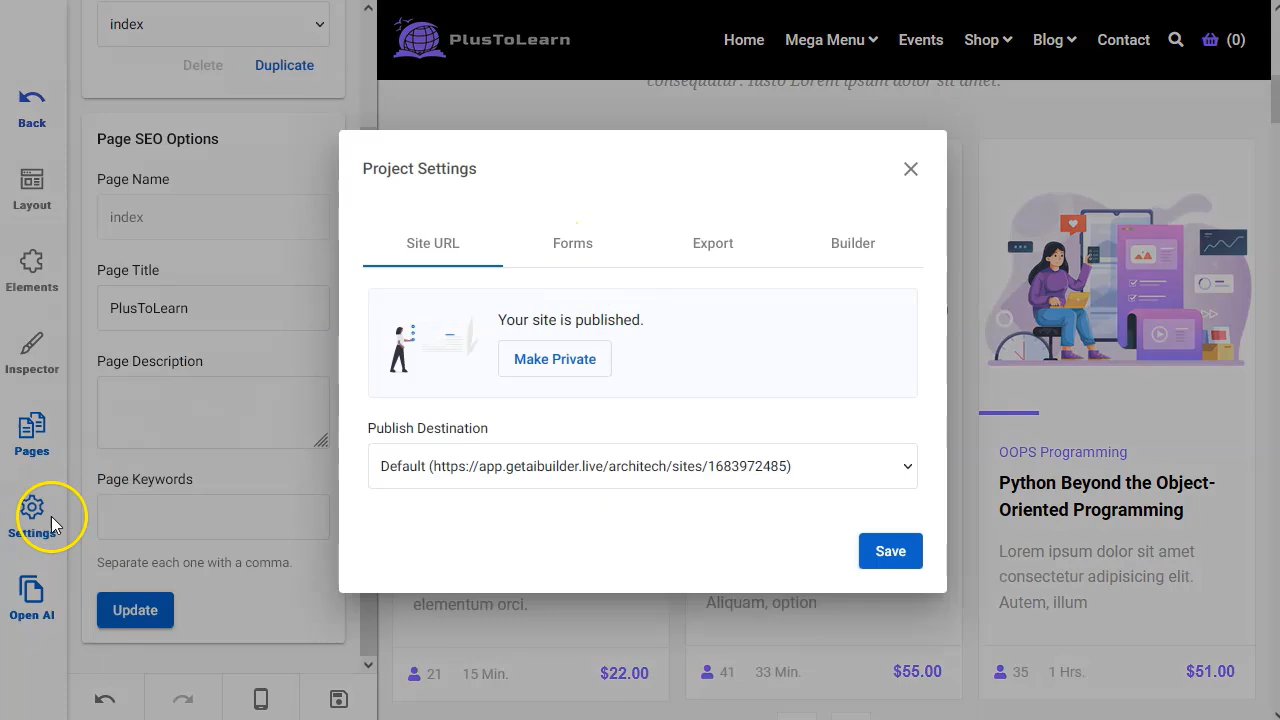 index
Delete
Duplicate
Back
Layout
Elements
Inspector
Pages
Settings
Open AI
Page SEO Options
Page Name
index
Page Title
PlusToLearn
Page Description
Page Keywords
Separate each one with a comma.
Update
PlusToLearn
Home
Mega Menu
Events
Shop
Blog
Contact
(0)
consequatur. Iusto Lorem ipsum dolor sit amet.
Project Settings
Site URL
Forms
Export
Builder
Your site is published.
Make Private
Publish Destination
Default (https://app.getaibuilder.live/architech/sites/1683972485)
Save
elementum orci.
21
15 Min.
$22.00
Aliquam, option
41
33 Min.
$55.00
OOPS Programming
Python Beyond the Object-
Oriented Programming
Lorem ipsum dolor sit amet
consectetur adipisicing elit.
Autem, illum
35
1 Hrs.
$51.00